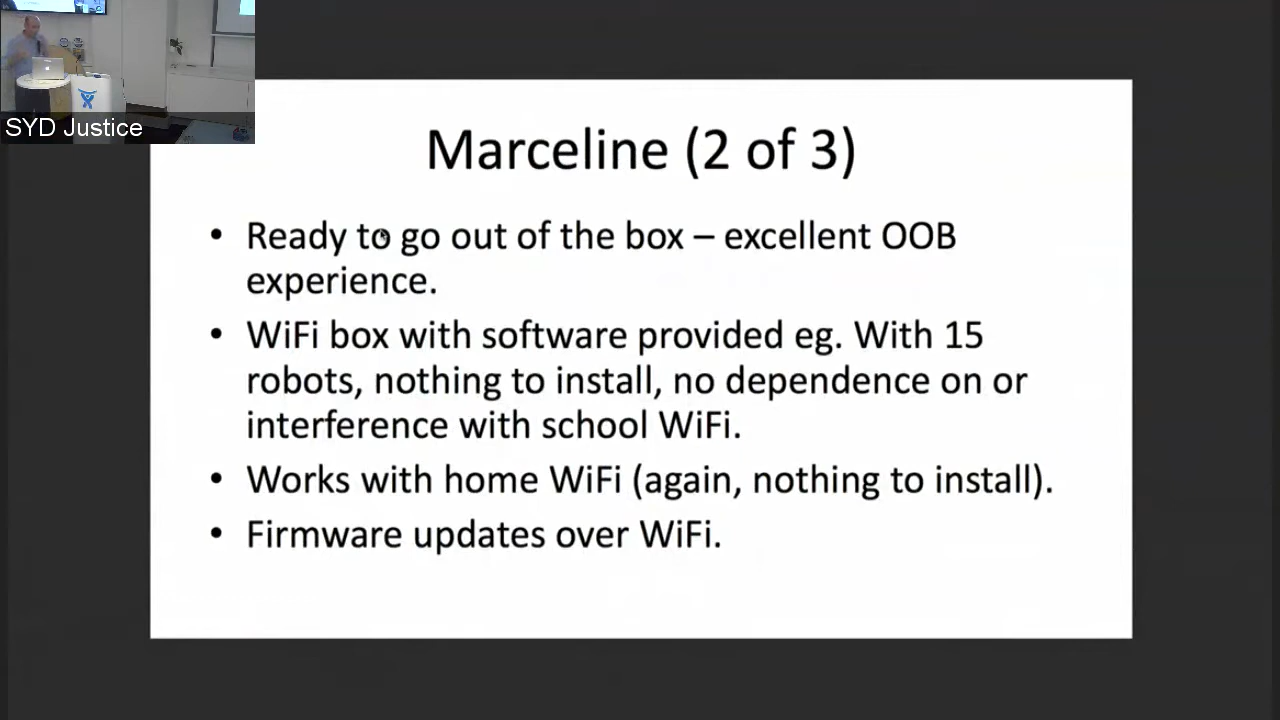 SYD Justice
Marceline (2 of 3)
• Ready to go out of the box – excellent OOB
experience.
• WiFi box with software provided eg. With 15
robots, nothing to install, no dependence on or
interference with school WiFi.
• Works with home WiFi (again, nothing to install).
• Firmware updates over WiFi.